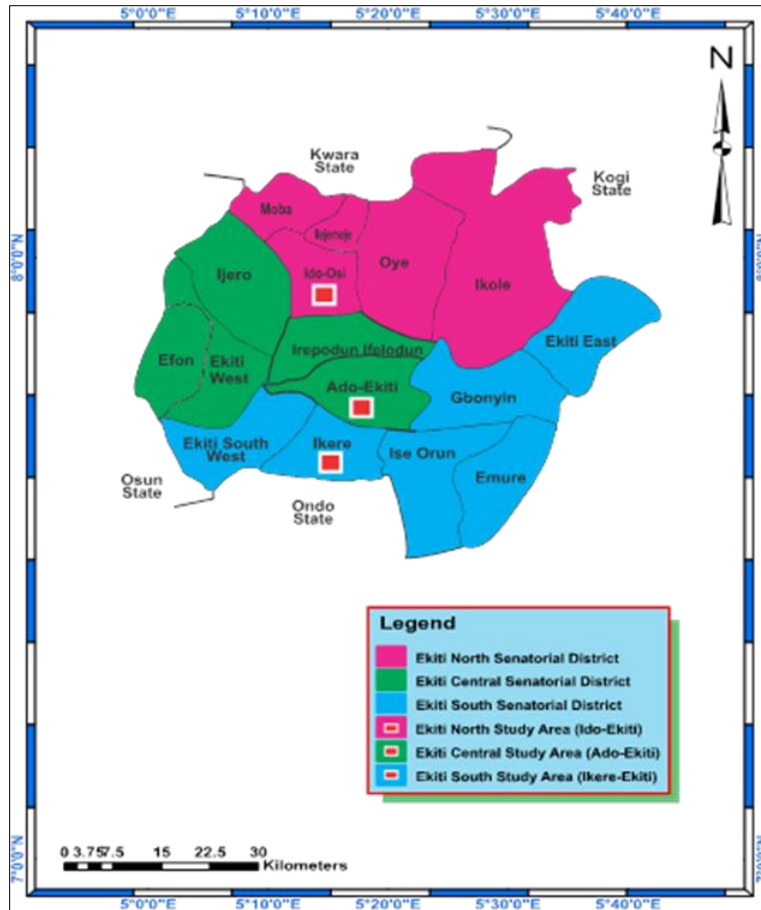 5°0'0"E 5°10'0"E 5°20'0"E 5°30'0"E 5°40'0"E
N
Kwara
State
Kogi
State
Moba
Ilejemeje
8°0'0"N
Ijero
Ido-Osi
Oye
Ikole
Ekiti East
Irepodun Ifelodun
Efon
Ekiti
West
Ado-Ekiti
Gbonyin
Ekiti South
West
Ikere
Ise Orun
Emure
Osun
State
Ondo
State
Legend
Ekiti North Senatorial District
Ekiti Central Senatorial District
Ekiti South Senatorial District
Ekiti North Study Area (Ido-Ekiti)
Ekiti Central Study Area (Ado-Ekiti)
Ekiti South Study Area (Ikere-Ekiti)
0 3.75 7.5 15 22.5 30
Kilometers
7°0'0"N
5°0'0"E 5°10'0"E 5°20'0"E 5°30'0"E 5°40'0"E